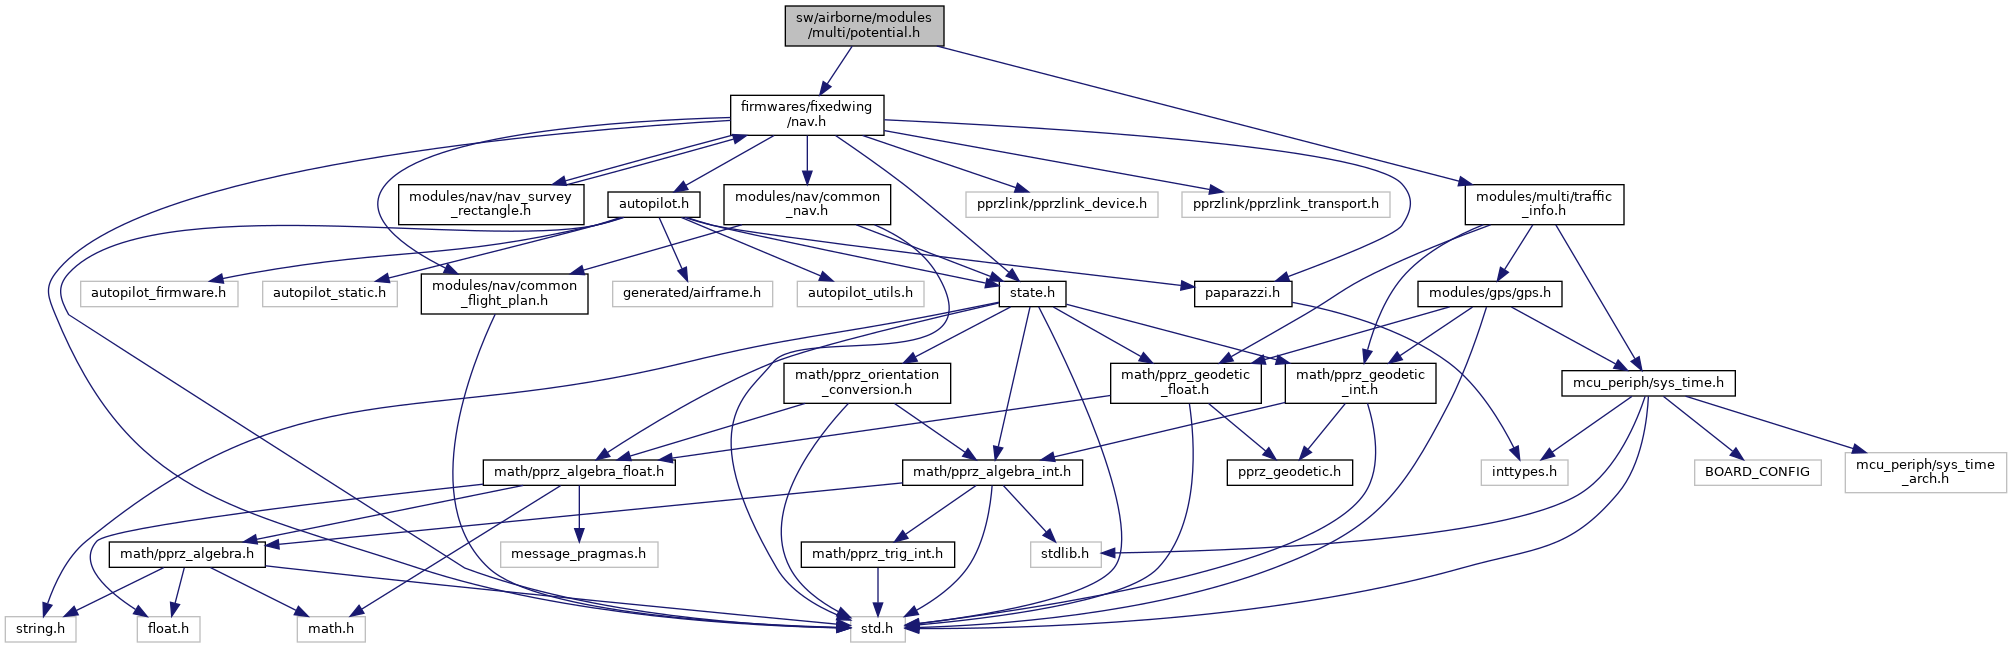 sw/airborne/modules
/multi/potential.h
firmwares/fixedwing
/nav.h
modules/nav/nav_survey
_rectangle.h
autopilot.h
modules/nav/common
_nav.h
pprzlink/pprzlink_device.h
pprzlink/pprzlink_transport.h
modules/multi/traffic
_info.h
autopilot_firmware.h
autopilot_static.h
modules/nav/common
_flight_plan.h
generated/airframe.h
autopilot_utils.h
state.h
paparazzi.h
modules/gps/gps.h
math/pprz_orientation
_conversion.h
math/pprz_geodetic
_float.h
math/pprz_geodetic
_int.h
mcu_periph/sys_time.h
math/pprz_algebra_float.h
math/pprz_algebra_int.h
pprz_geodetic.h
inttypes.h
BOARD_CONFIG
mcu_periph/sys_time
_arch.h
math/pprz_algebra.h
message_pragmas.h
math/pprz_trig_int.h
stdlib.h
string.h
float.h
math.h
std.h